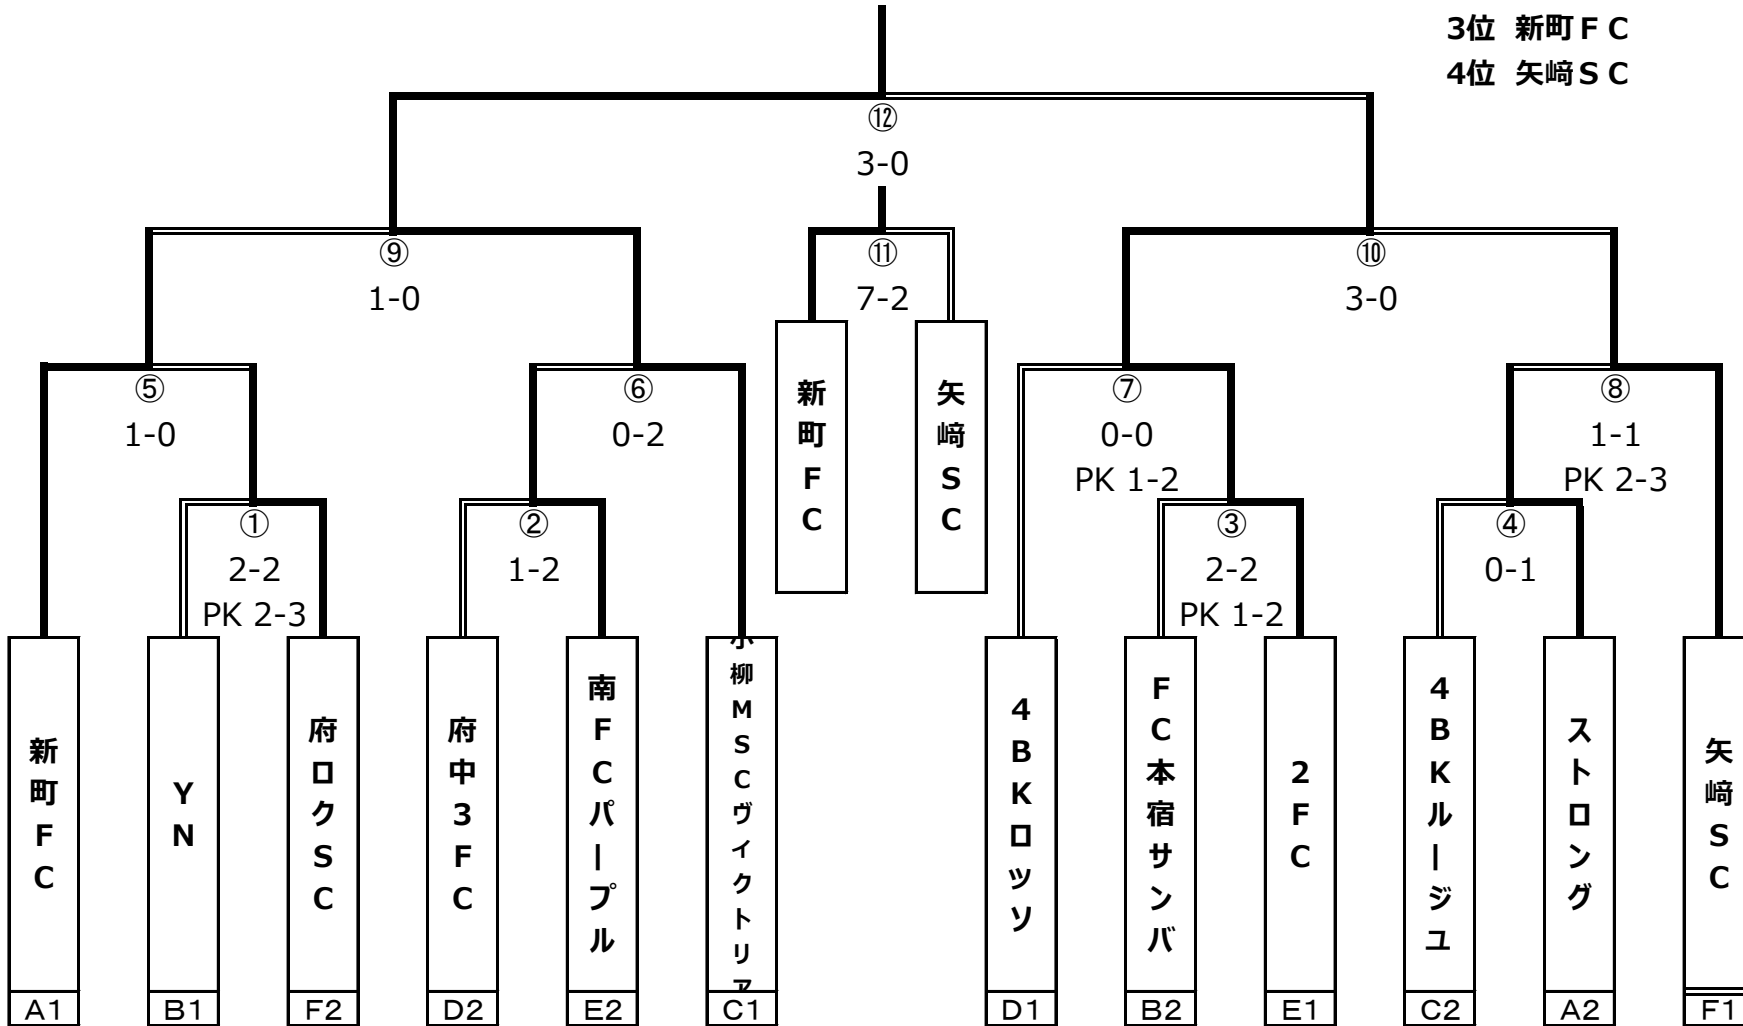 3位 新町ＦＣ
4位 矢﨑ＳＣ
⑫
3-0
⑨
1-0
⑪
7-2
⑩
3-0
⑤
1-0
⑥
0-2
新町ＦＣ
矢﨑ＳＣ
⑦
0-0
PK 1-2
⑧
1-1
PK 2-3
①
2-2
PK 2-3
②
1-2
③
2-2
PK 1-2
④
0-1
新町ＦＣ
ＹＮ
府ロクＳＣ
府中３ＦＣ
南ＦＣパープル
小柳ＭＳＣヴィクトリア
４ＢＫロッソ
ＦＣ本宿サンバ
２ＦＣ
４ＢＫルージュ
ストロング
矢﨑ＳＣ
A1
B1
F2
D2
E2
C1
D1
B2
E1
C2
A2
F1